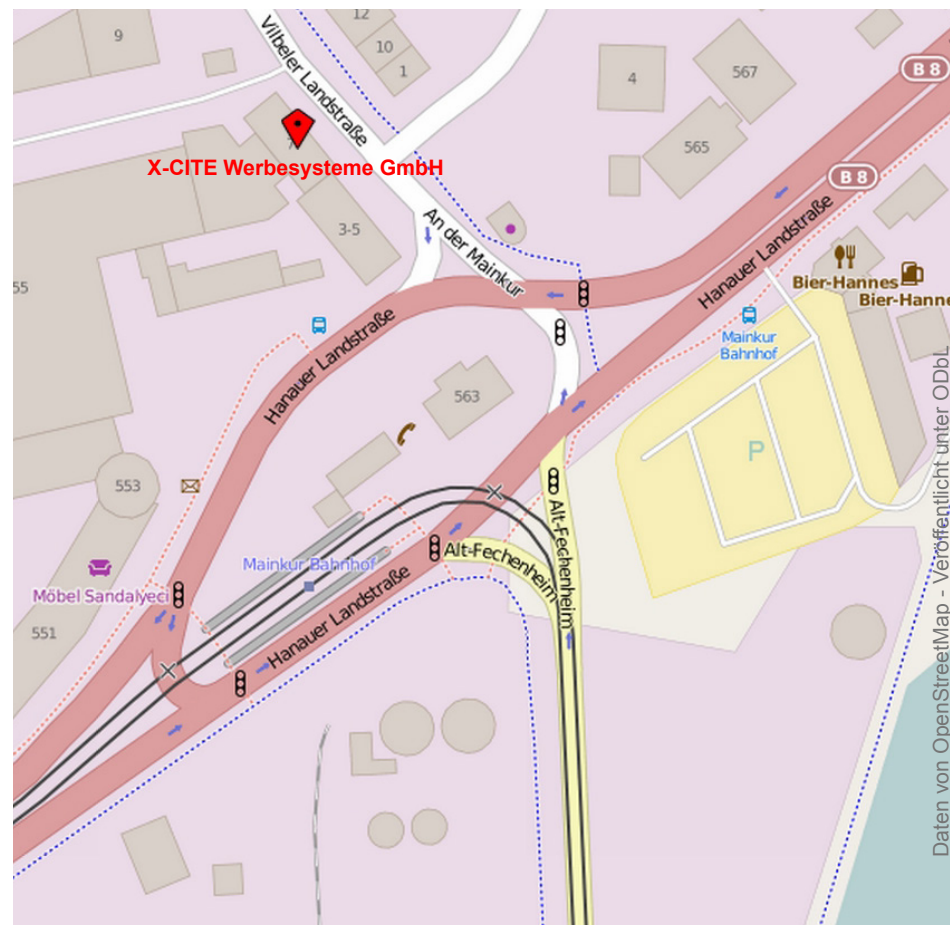 12
9
10
1
Vilbeler Landstraße
4
567
B 8
565
X-CITE Werbesysteme GmbH
B 8
3-5
An der Mainkur
Hanauer Landstraße
55
Bier-Hannes
Bier-Hanne
Mainkur
Bahnhof
Hanauer Landstraße
563
P
553
Alt-Fechenheim
Alt-Fechenheim
Mainkur Bahnhof
Möbel Sandalyeci
Hanauer Landstraße
551
Daten von OpenStreetMap - Veröffentlicht unter ODbL